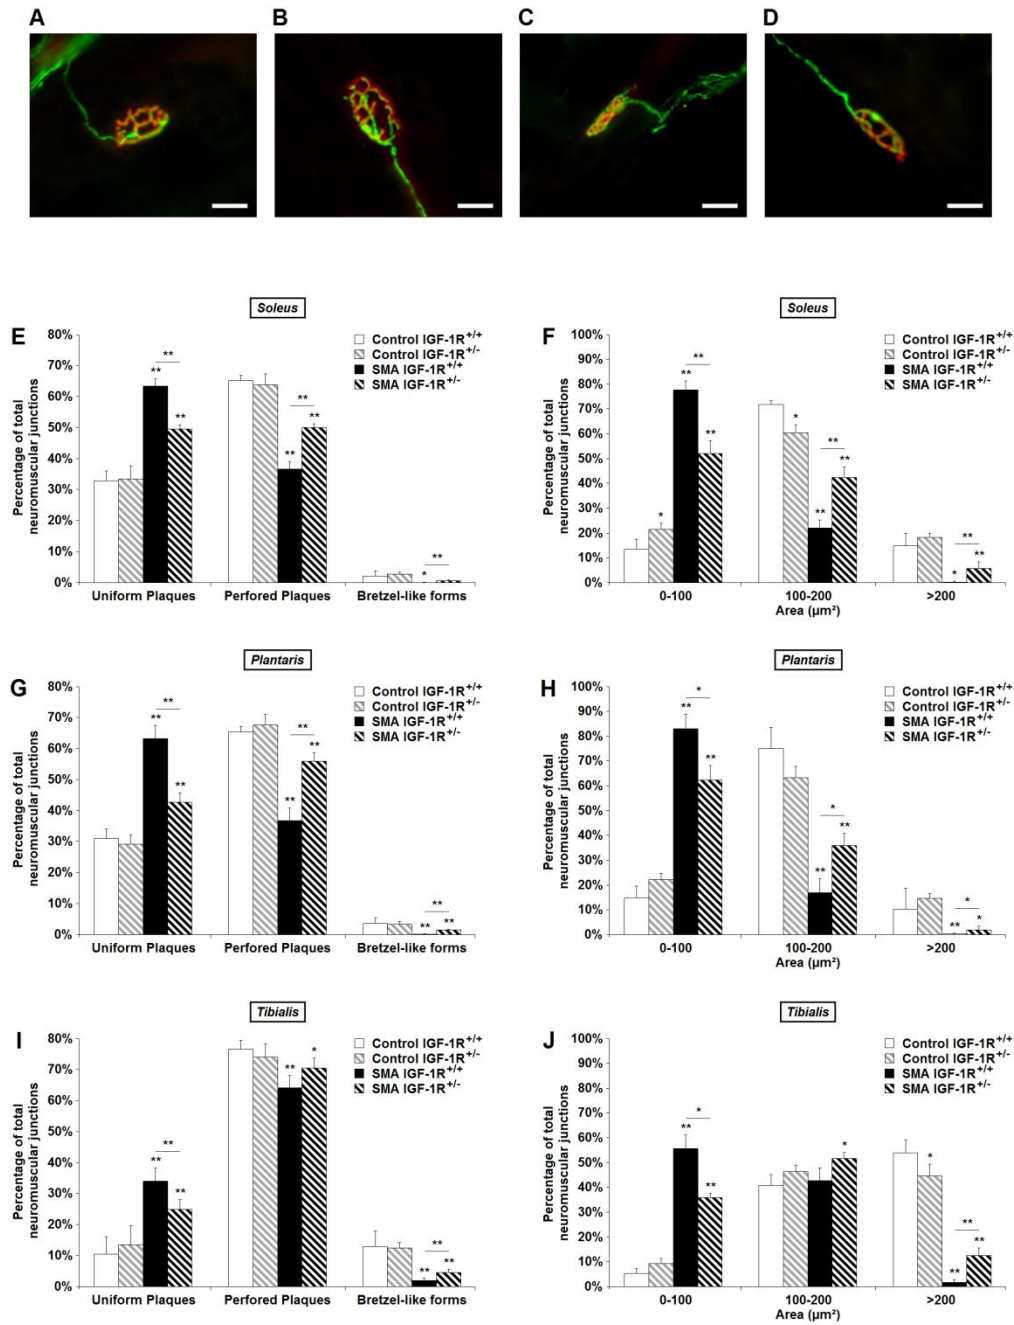 A
B
C
D
Soleus
E
Percentage of total
neuromuscular junctions
80%
70%
60%
50%
40%
30%
20%
10%
0%
** ** **
** ** **
* **
Control IGF-1R+/+
Control IGF-1R+/-
SMA IGF-1R+/+
SMA IGF-1R+/-
Uniform Plaques Perfored Plaques Bretzel-like forms
Soleus
F
Percentage of total
neuromuscular junctions
100%
90%
80%
70%
60%
50%
40%
30%
20%
10%
0%
* ** ** **
* ** ** **
* ** **
Control IGF-1R+/+
Control IGF-1R+/-
SMA IGF-1R+/+
SMA IGF-1R+/-
0-100 100-200 >200
Area (µm²)
Plantaris
G
Percentage of total
neuromuscular junctions
80%
70%
60%
50%
40%
30%
20%
10%
0%
** ** **
** ** **
** ** **
Control IGF-1R+/+
Control IGF-1R+/-
SMA IGF-1R+/+
SMA IGF-1R+/-
Uniform Plaques Perfored Plaques Bretzel-like forms
Plantaris
H
Percentage of total
neuromuscular junctions
100%
90%
80%
70%
60%
50%
40%
30%
20%
10%
0%
** * **
** * **
** * *
Control IGF-1R+/+
Control IGF-1R+/-
SMA IGF-1R+/+
SMA IGF-1R+/-
0-100 100-200 >200
Area (µm²)
Tibialis
I
Percentage of total
neuromuscular junctions
80%
70%
60%
50%
40%
30%
20%
10%
0%
** ** **
** *
** ** **
Control IGF-1R+/+
Control IGF-1R+/-
SMA IGF-1R+/+
SMA IGF-1R+/-
Uniform Plaques Perfored Plaques Bretzel-like forms
Tibialis
J
Percentage of total
neuromuscular junctions
100%
90%
80%
70%
60%
50%
40%
30%
20%
10%
0%
** * **
*
* ** ** **
Control IGF-1R+/+
Control IGF-1R+/-
SMA IGF-1R+/+
SMA IGF-1R+/-
0-100 100-200 >200
Area (µm²)